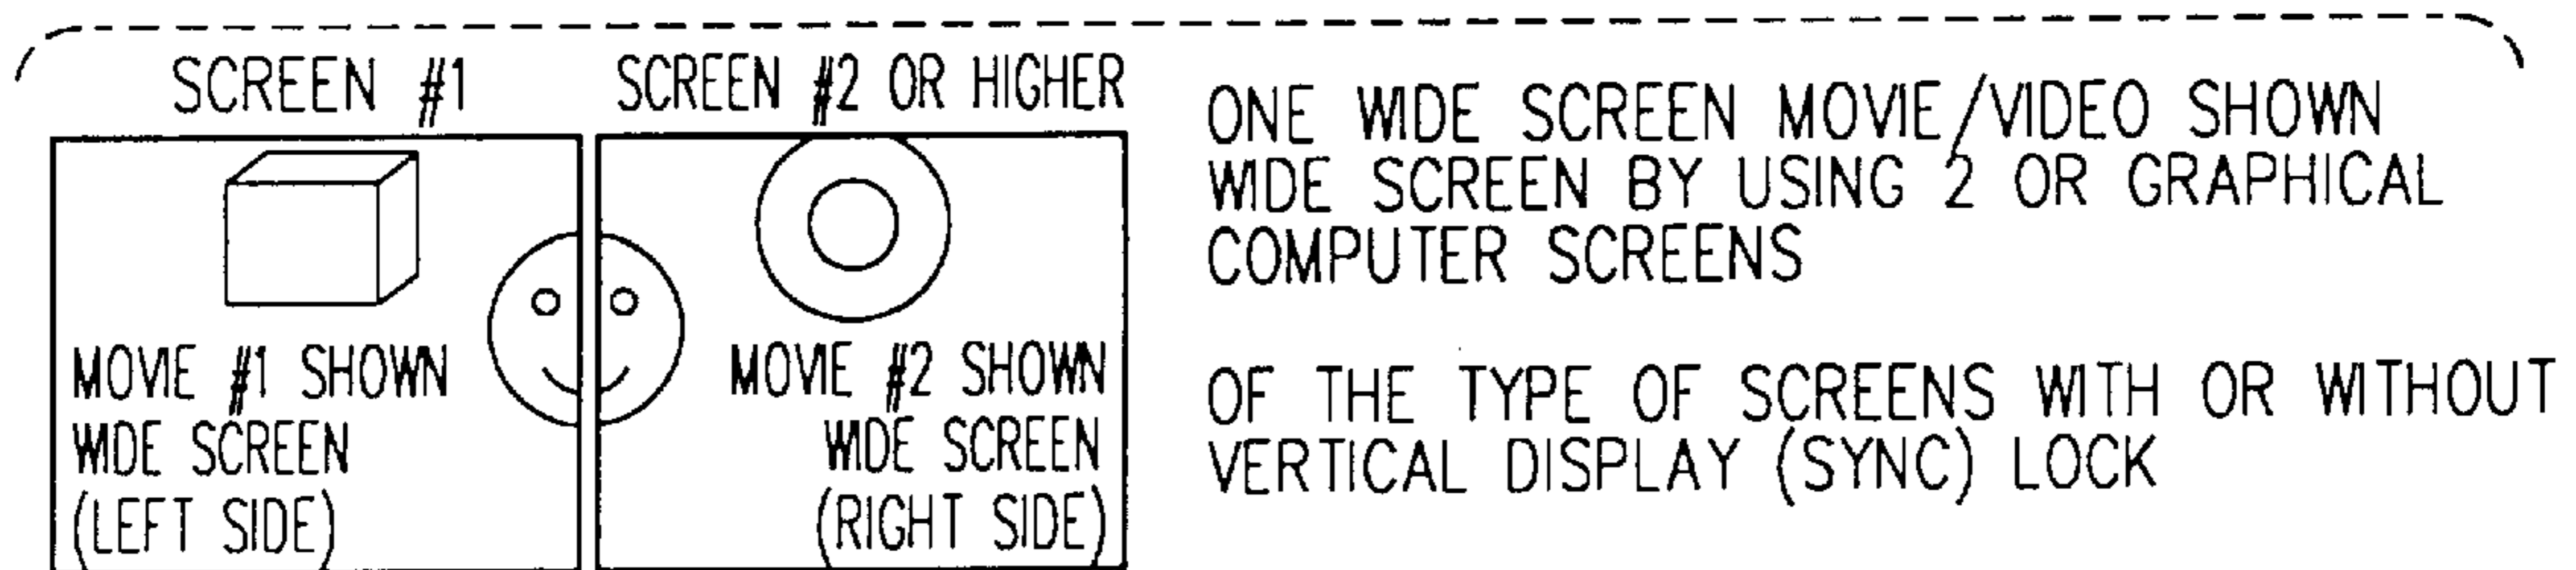 SCREEN #1
SCREEN #2 OR HIGHER
MOVIE #1 SHOWN
WIDE SCREEN
(LEFT SIDE)
MOVIE #2 SHOWN
WIDE SCREEN
(RIGHT SIDE)
ONE WIDE SCREEN MOVIE/VIDEO SHOWN
WIDE SCREEN BY USING 2 OR GRAPHICAL
COMPUTER SCREENS
OF THE TYPE OF SCREENS WITH OR WITHOUT
VERTICAL DISPLAY (SYNC) LOCK